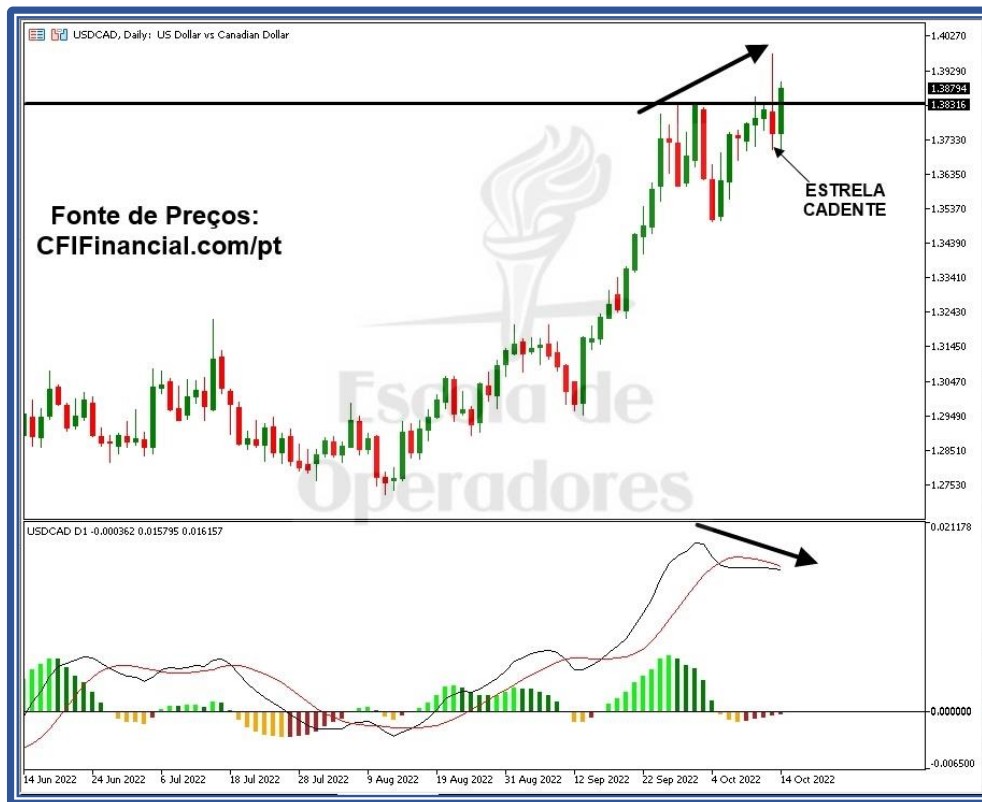 USDCAD, Daily: US Dollar vs Canadian Dollar
1.40270
1.39290
1.38794
1.38316
1.37330
1.36350
1.35370
1.34390
1.33410
1.32430
1.31450
1.30470
1.29490
1.28510
1.27530
ESTRELA
CADENTE
Fonte de Preços:
CFIFinancial.com/pt
Escola de
Operadores
USDCAD D1 -0.000362 0.015795 0.016157
0.021178
0.000000
-0.006500
14 Jun 2022 24 Jun 2022 6 Jul 2022 18 Jul 2022 28 Jul 2022 9 Aug 2022 19 Aug 2022 31 Aug 2022 12 Sep 2022 22 Sep 2022 4 Oct 2022 14 Oct 2022